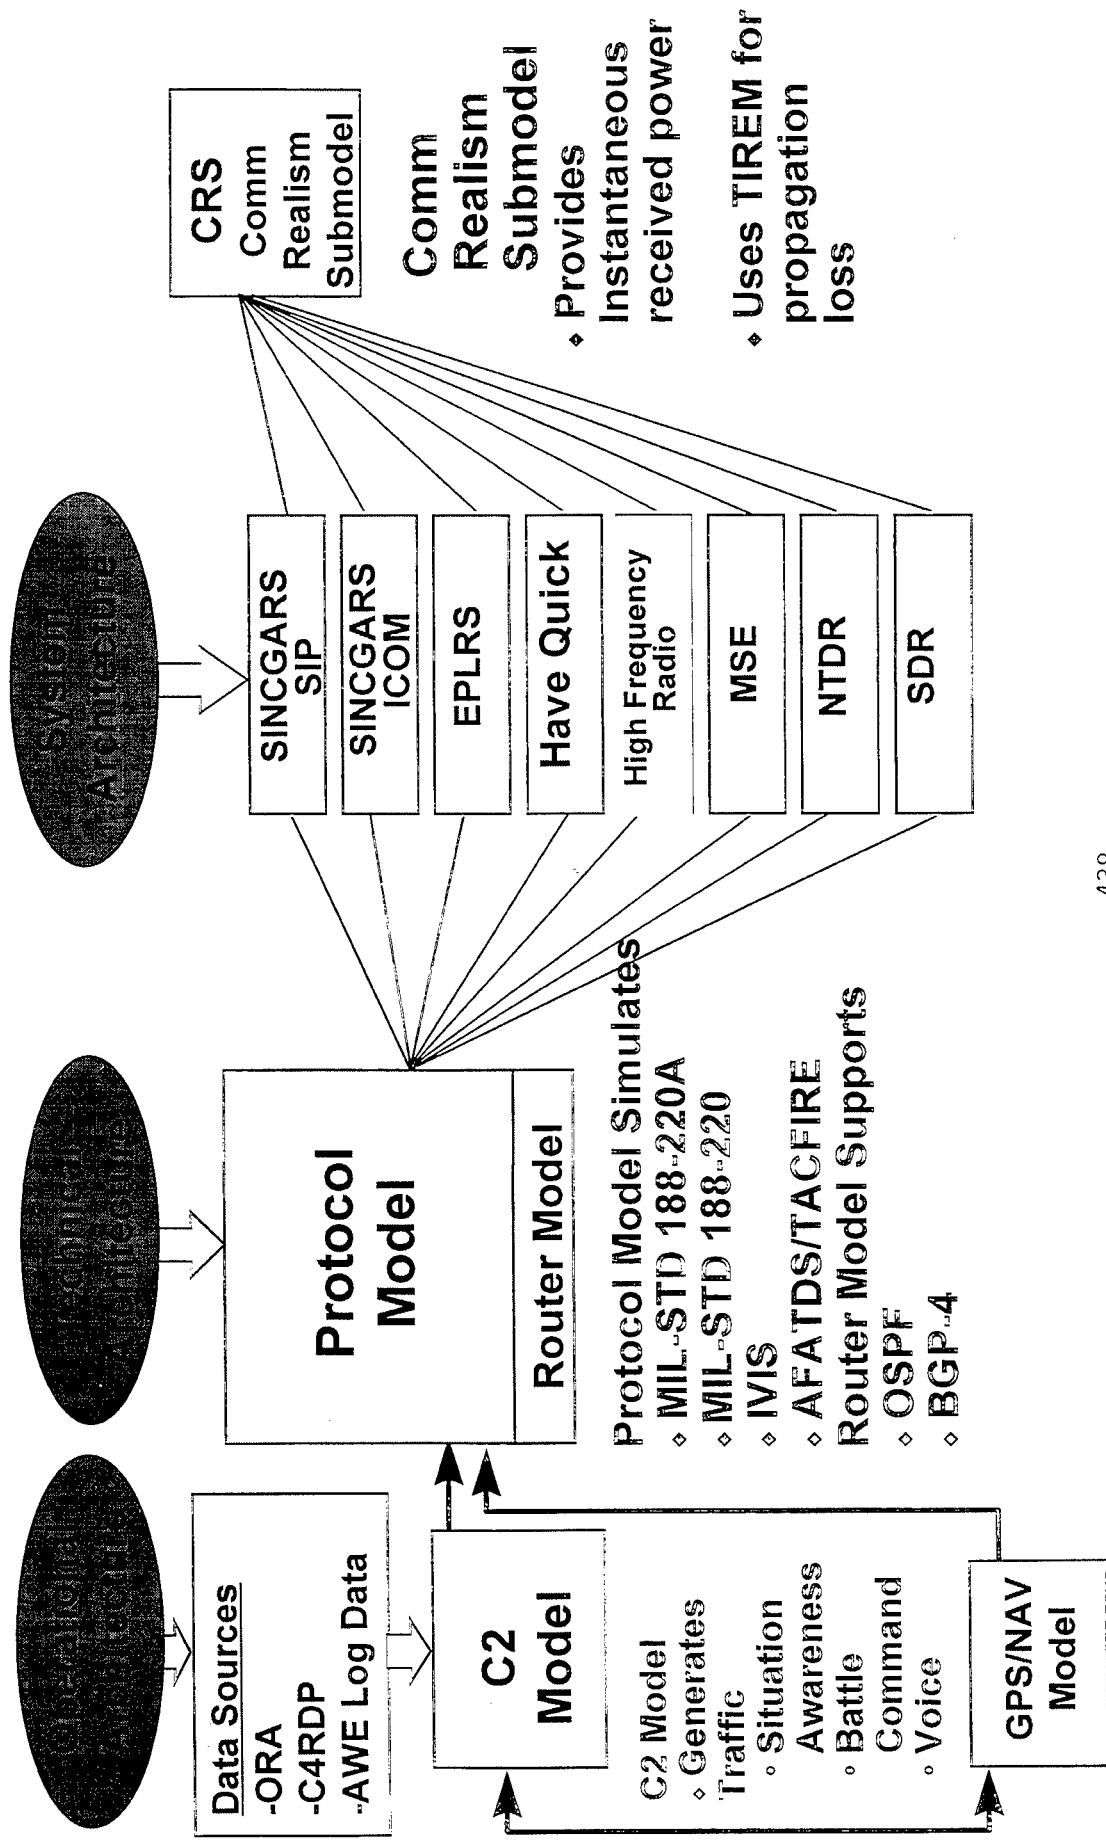 Operational
Architecture
Data Sources
-ORA
-C4RDP
-AWE Log Data
C2
Model
C2 Model
⋄ Generates
Traffic
◦ Situation
Awareness
◦ Battle
Command
◦ Voice
GPS/NAV
Model
Technical
Architecture
Protocol
Model
Router Model
Protocol Model Simulates
⋄ MIL-STD 188-220A
⋄ MIL-STD 188-220
⋄ IVIS
⋄ AFATDS/TACFIRE
Router Model Supports
⋄ OSPF
⋄ BGP-4
System
Architecture
SINCGARS
SIP
SINCGARS
ICOM
EPLRS
Have Quick
High Frequency
Radio
MSE
NTDR
SDR
CRS
Comm
Realism
Submodel
Comm
Realism
Submodel
⋄ Provides
Instantaneous
received power
⋄ Uses TIREM for
propagation
loss